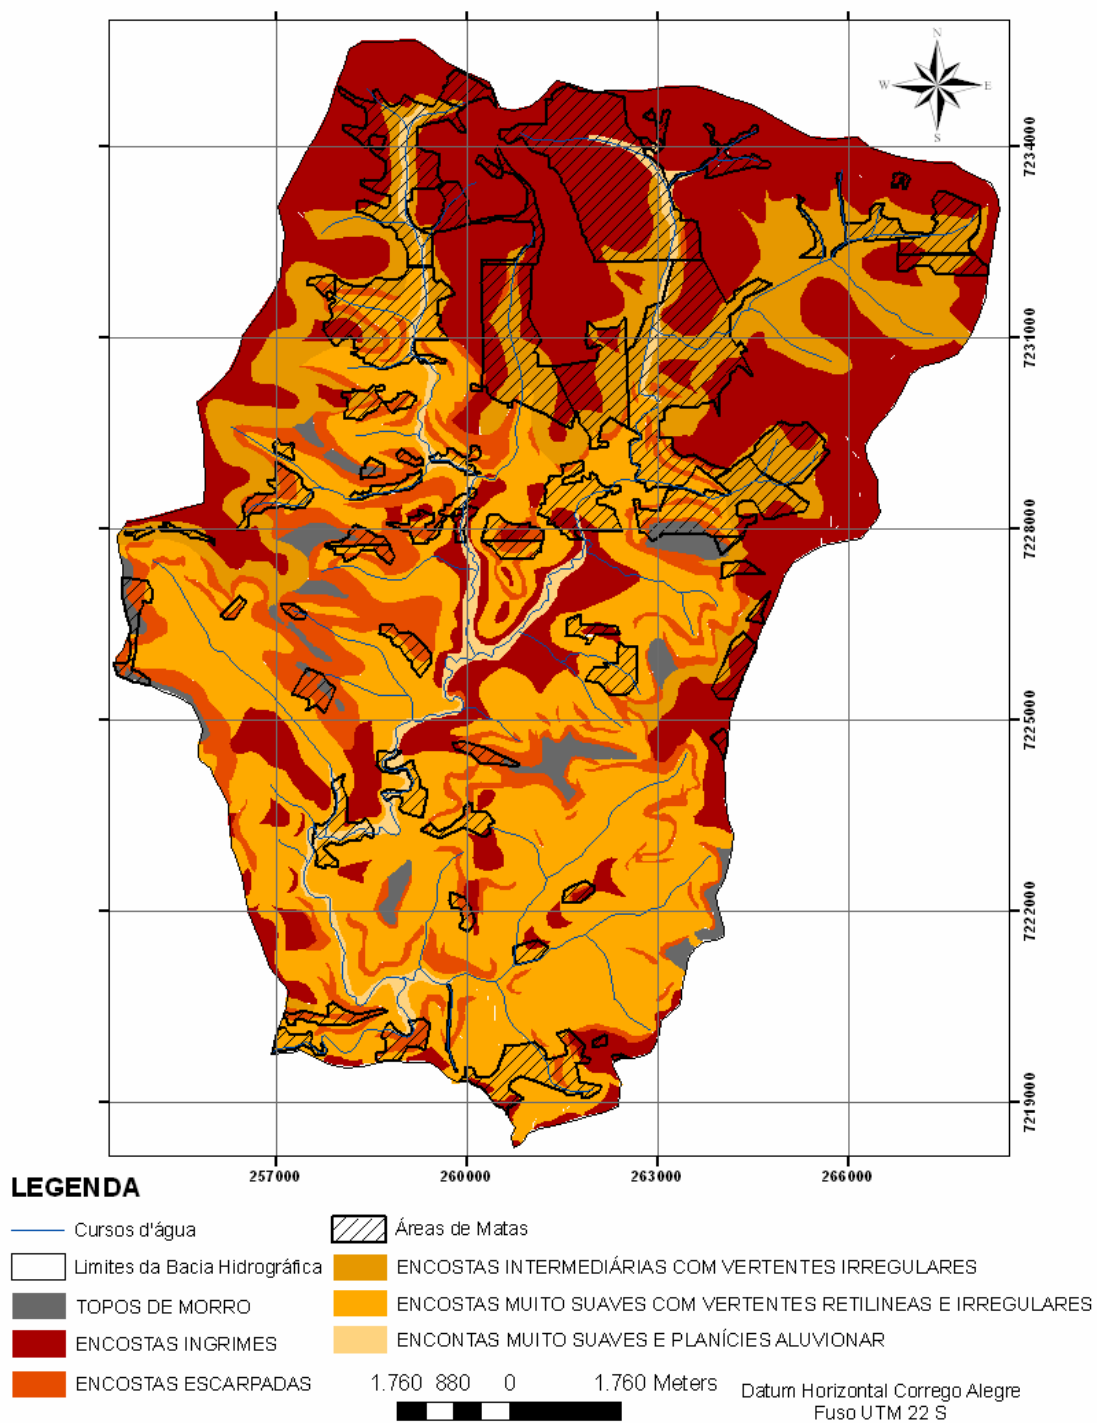 N
W E
S
7234000
7231000
7228000
7225000
7222000
7219000
257000 260000 263000 266000
LEGENDA
Cursos d'água
Áreas de Matas
Limites da Bacia Hidrográfica
ENCOSTAS INTERMEDIÁRIAS COM VERTENTES IRREGULARES
TOPOS DE MORRO
ENCOSTAS MUITO SUAVES COM VERTENTES RETILINEAS E IRREGULARES
ENCOSTAS INGRIMES
ENCONTAS MUITO SUAVES E PLANÍCIES ALUVIONAR
ENCOSTAS ESCARPADAS
1.760 880 0 1.760 Meters
Datum Horizontal Corrego Alegre
Fuso UTM 22 S